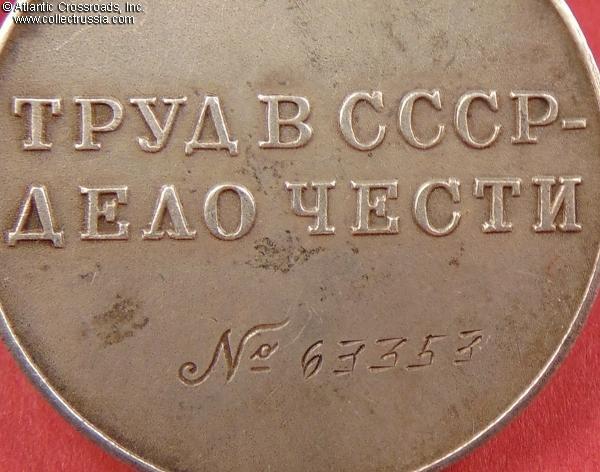 © Atlantic Crossroads, Inc.
www.collectrussia.com
ТРУД В СССР-
ДЕЛО ЧЕСТИ
№ 63353